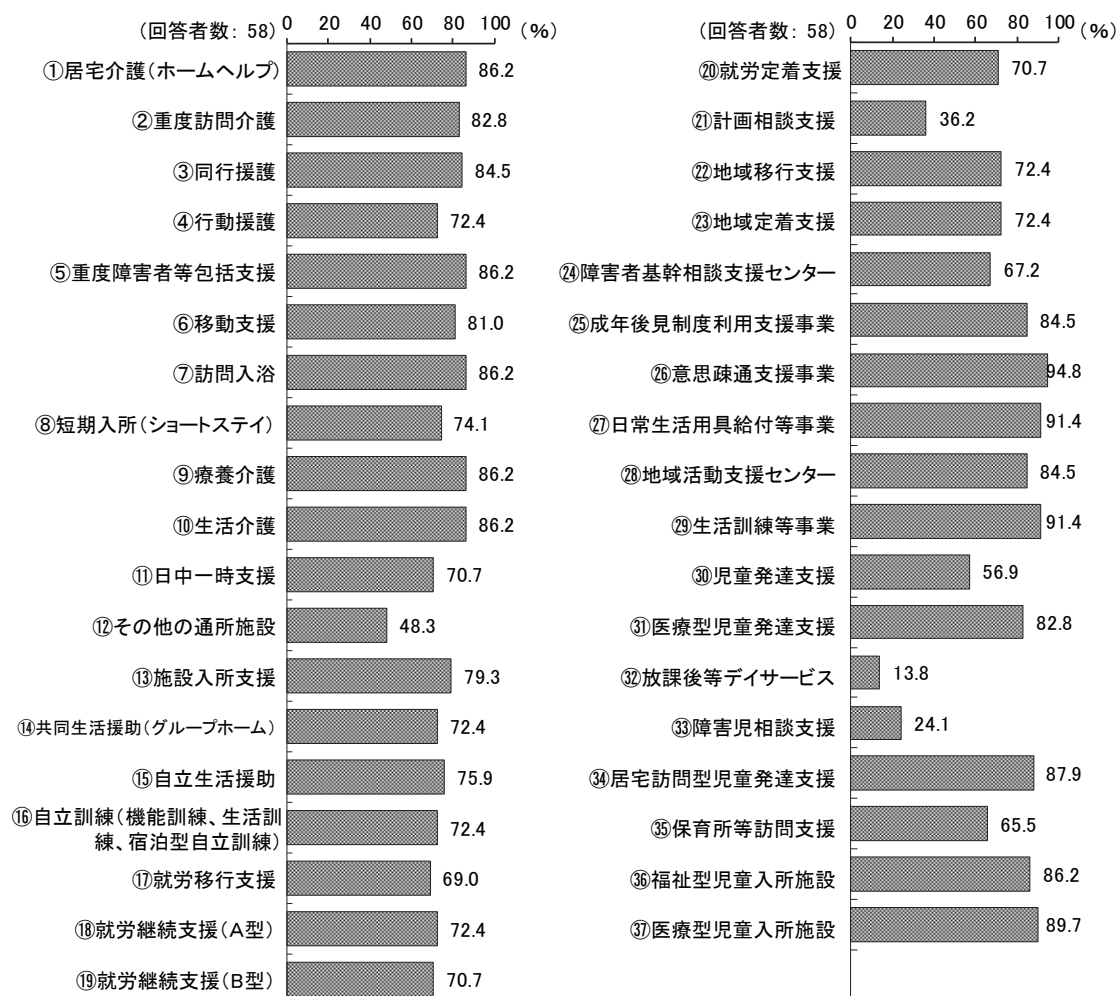 (回答者数: 58)
0 20 40 60 80 100 (%)
①居宅介護(ホームヘルプ) 86.2
②重度訪問介護 82.8
③同行援護 84.5
④行動援護 72.4
⑤重度障害者等包括支援 86.2
⑥移動支援 81.0
⑦訪問入浴 86.2
⑧短期入所(ショートステイ) 74.1
⑨療養介護 86.2
⑩生活介護 86.2
⑪日中一時支援 70.7
⑫その他の通所施設 48.3
⑬施設入所支援 79.3
⑭共同生活援助(グループホーム) 72.4
⑮自立生活援助 75.9
⑯自立訓練(機能訓練、生活訓
練、宿泊型自立訓練) 72.4
⑰就労移行支援 69.0
⑱就労継続支援(A型) 72.4
⑲就労継続支援(B型) 70.7
(回答者数: 58)
0 20 40 60 80 100 (%)
⑳就労定着支援 70.7
㉑計画相談支援 36.2
㉒地域移行支援 72.4
㉓地域定着支援 72.4
㉔障害者基幹相談支援センター 67.2
㉕成年後見制度利用支援事業 84.5
㉖意思疎通支援事業 94.8
㉗日常生活用具給付等事業 91.4
㉘地域活動支援センター 84.5
㉙生活訓練等事業 91.4
㉚児童発達支援 56.9
㉛医療型児童発達支援 82.8
㉜放課後等デイサービス 13.8
㉝障害児相談支援 24.1
㉞居宅訪問型児童発達支援 87.9
㉟保育所等訪問支援 65.5
㊱福祉型児童入所施設 86.2
㊲医療型児童入所施設 89.7